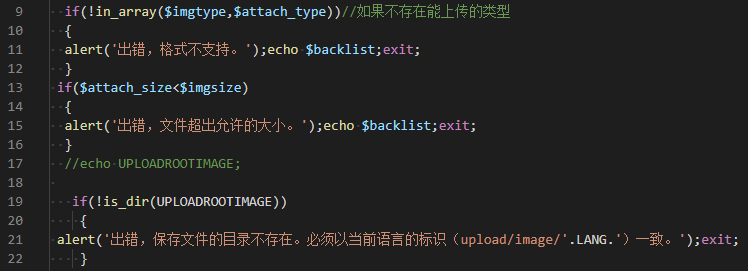 9 if(!in_array($imgtype,$attach_type))//如果不存在能上传的类型
10 {
11 alert('出错，格式不支持。');echo $backlist;exit;
12 }
13 if($attach_size<$imgsize)
14 {
15 alert('出错，文件超出允许的大小。');echo $backlist;exit;
16 }
17 //echo UPLOADROOTIMAGE;
18
19 if(!is_dir(UPLOADROOTIMAGE))
20 {
21 alert('出错，保存文件的目录不存在。必须以当前语言的标识（upload/image/'.LANG.'）一致。');exit;
22 }